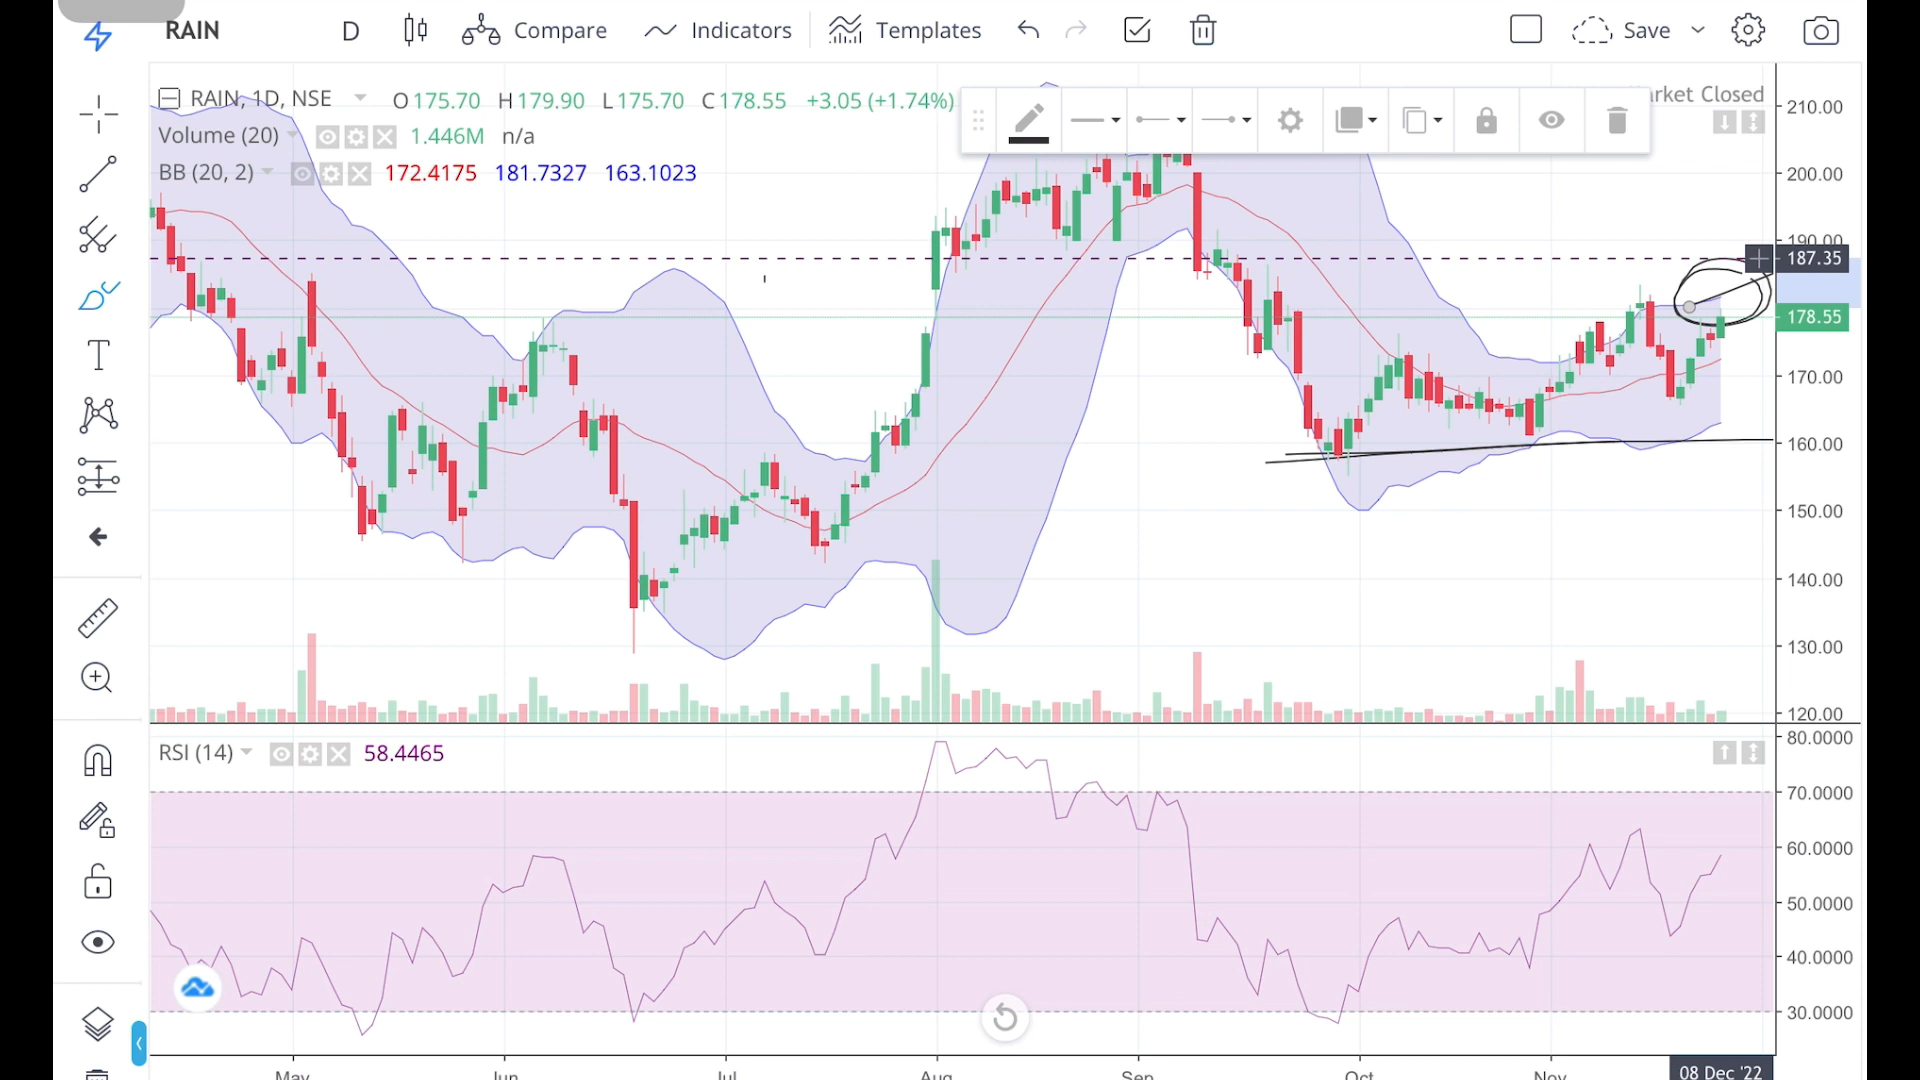 RAIN D Compare Indicators Templates Save
RAIN, 1D, NSE O175.70 H179.90 L175.70 C178.55 +3.05 (+1.74%) arket Closed
Volume (20) 1.446M n/a
BB (20, 2) 172.4175 181.7327 163.1023
210.00
200.00
190.00
187.35
178.55
170.00
160.00
150.00
140.00
130.00
120.00
RSI (14) 58.4465
80.0000
70.0000
60.0000
50.0000
40.0000
30.0000
May Jun Jul Aug Sep Oct Nov 08 Dec '22